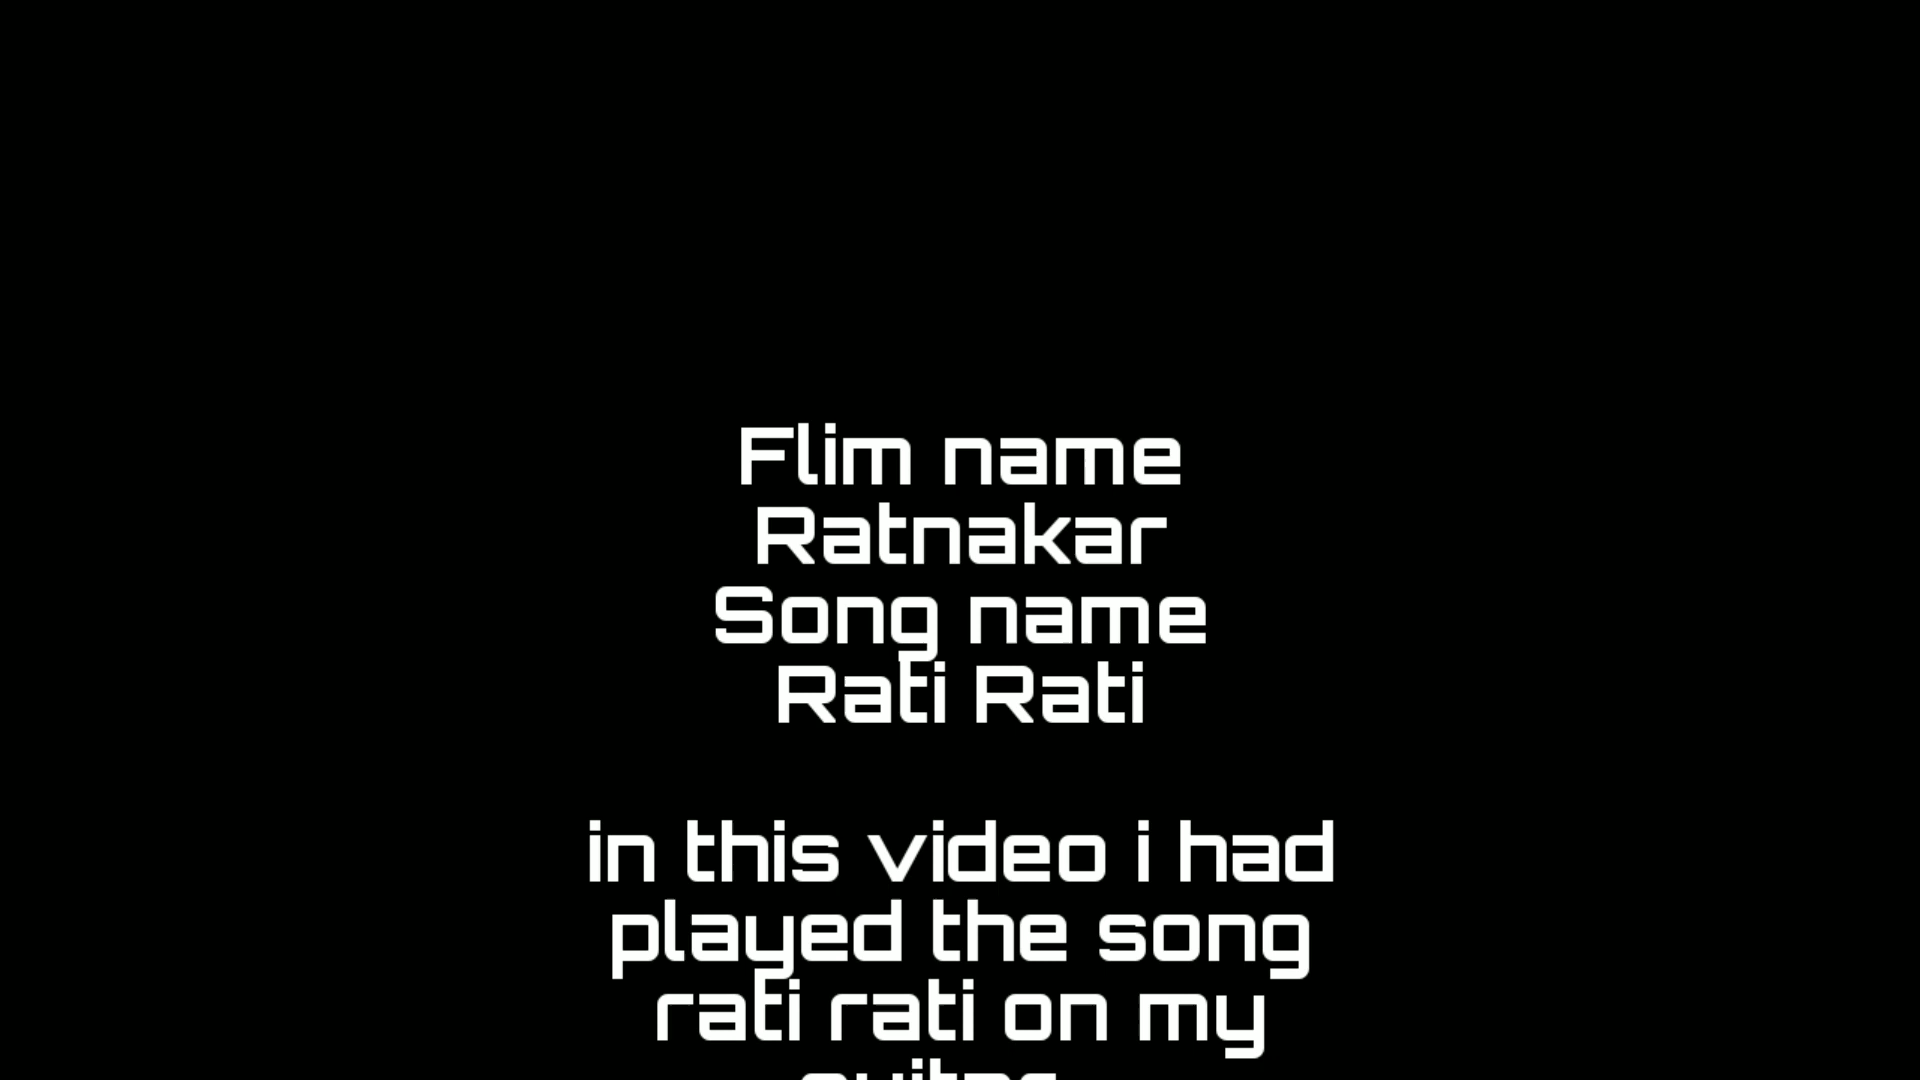 Flim name
Ratnakar
Song name
Rati Rati
in this video i had
played the song
rati rati on my